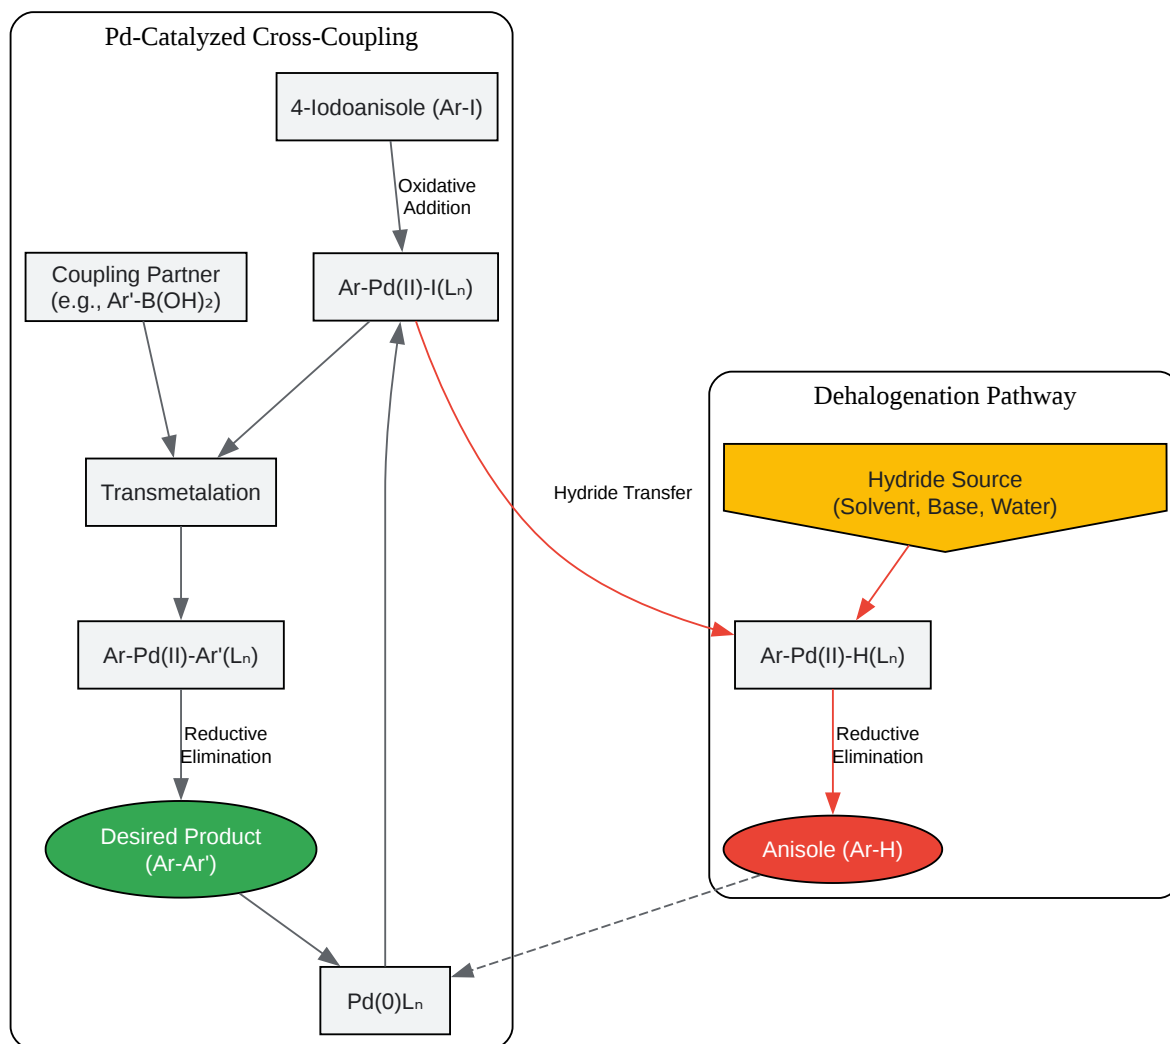 Pd-Catalyzed Cross-Coupling
4-Iodoanisole (Ar-I)
Oxidative
Addition
Coupling Partner
(e.g., Ar'-B(OH)₂)
Ar-Pd(II)-I(Lₙ)
Transmetalation
Ar-Pd(II)-Ar'(Lₙ)
Reductive
Elimination
Desired Product
(Ar-Ar')
Pd(0)Lₙ
Hydride Transfer
Dehalogenation Pathway
Hydride Source
(Solvent, Base, Water)
Ar-Pd(II)-H(Lₙ)
Reductive
Elimination
Anisole (Ar-H)